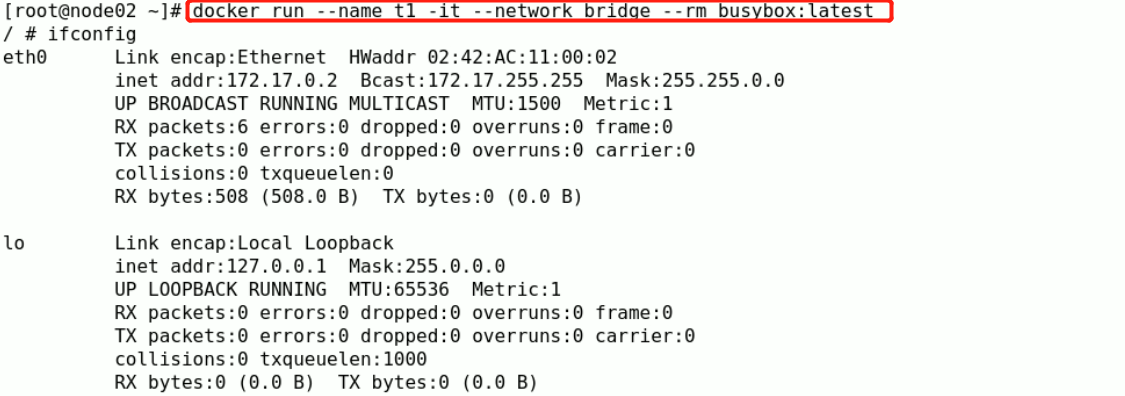 [root@node02 ~]# docker run --name t1 -it --network bridge --rm busybox:latest
/ # ifconfig
eth0      Link encap:Ethernet  HWaddr 02:42:AC:11:00:02
          inet addr:172.17.0.2  Bcast:172.17.255.255  Mask:255.255.0.0
          UP BROADCAST RUNNING MULTICAST  MTU:1500  Metric:1
          RX packets:6 errors:0 dropped:0 overruns:0 frame:0
          TX packets:0 errors:0 dropped:0 overruns:0 carrier:0
          collisions:0 txqueuelen:0
          RX bytes:508 (508.0 B)  TX bytes:0 (0.0 B)

lo        Link encap:Local Loopback
          inet addr:127.0.0.1  Mask:255.0.0.0
          UP LOOPBACK RUNNING  MTU:65536  Metric:1
          RX packets:0 errors:0 dropped:0 overruns:0 frame:0
          TX packets:0 errors:0 dropped:0 overruns:0 carrier:0
          collisions:0 txqueuelen:1000
          RX bytes:0 (0.0 B)  TX bytes:0 (0.0 B)